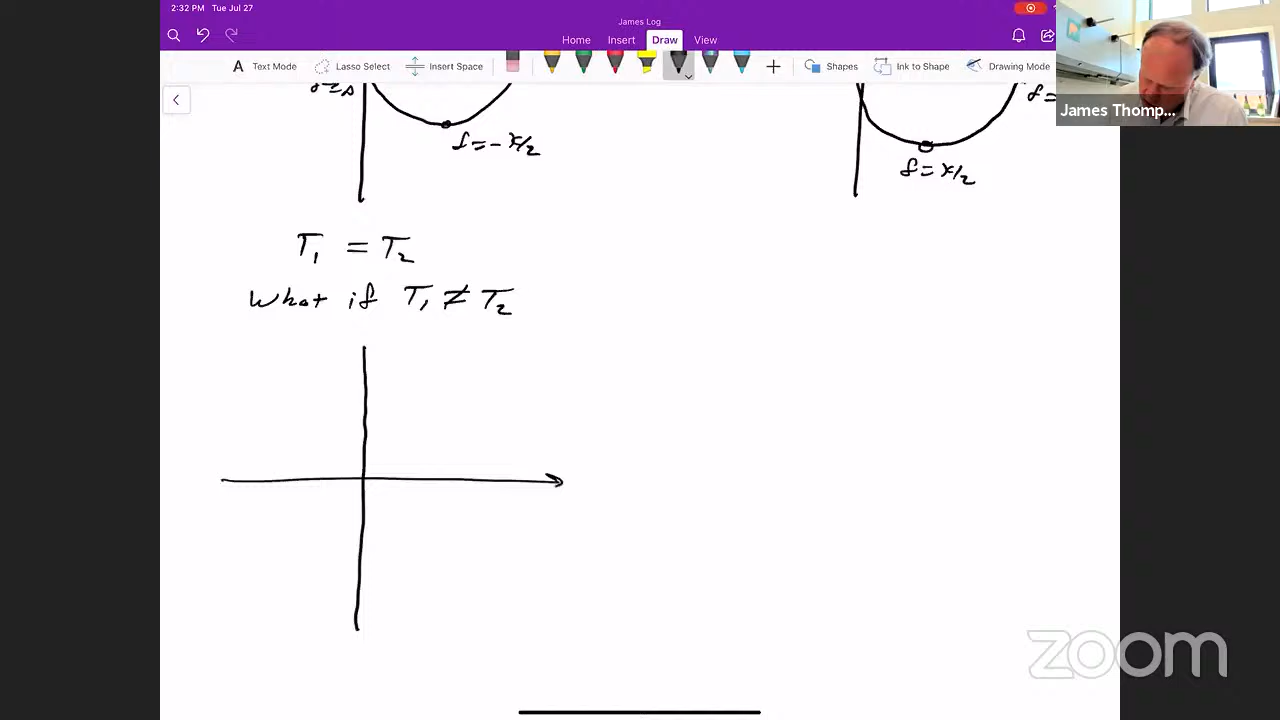 2:32 PM Tue Jul 27
James Log
Home Insert Draw View
Text Mode Lasso Select Insert Space Shapes Ink to Shape Drawing Mode
James Thomp...
f = -x/2
f = x/2
T1 = T2
What if T1 ≠ T2
zoom